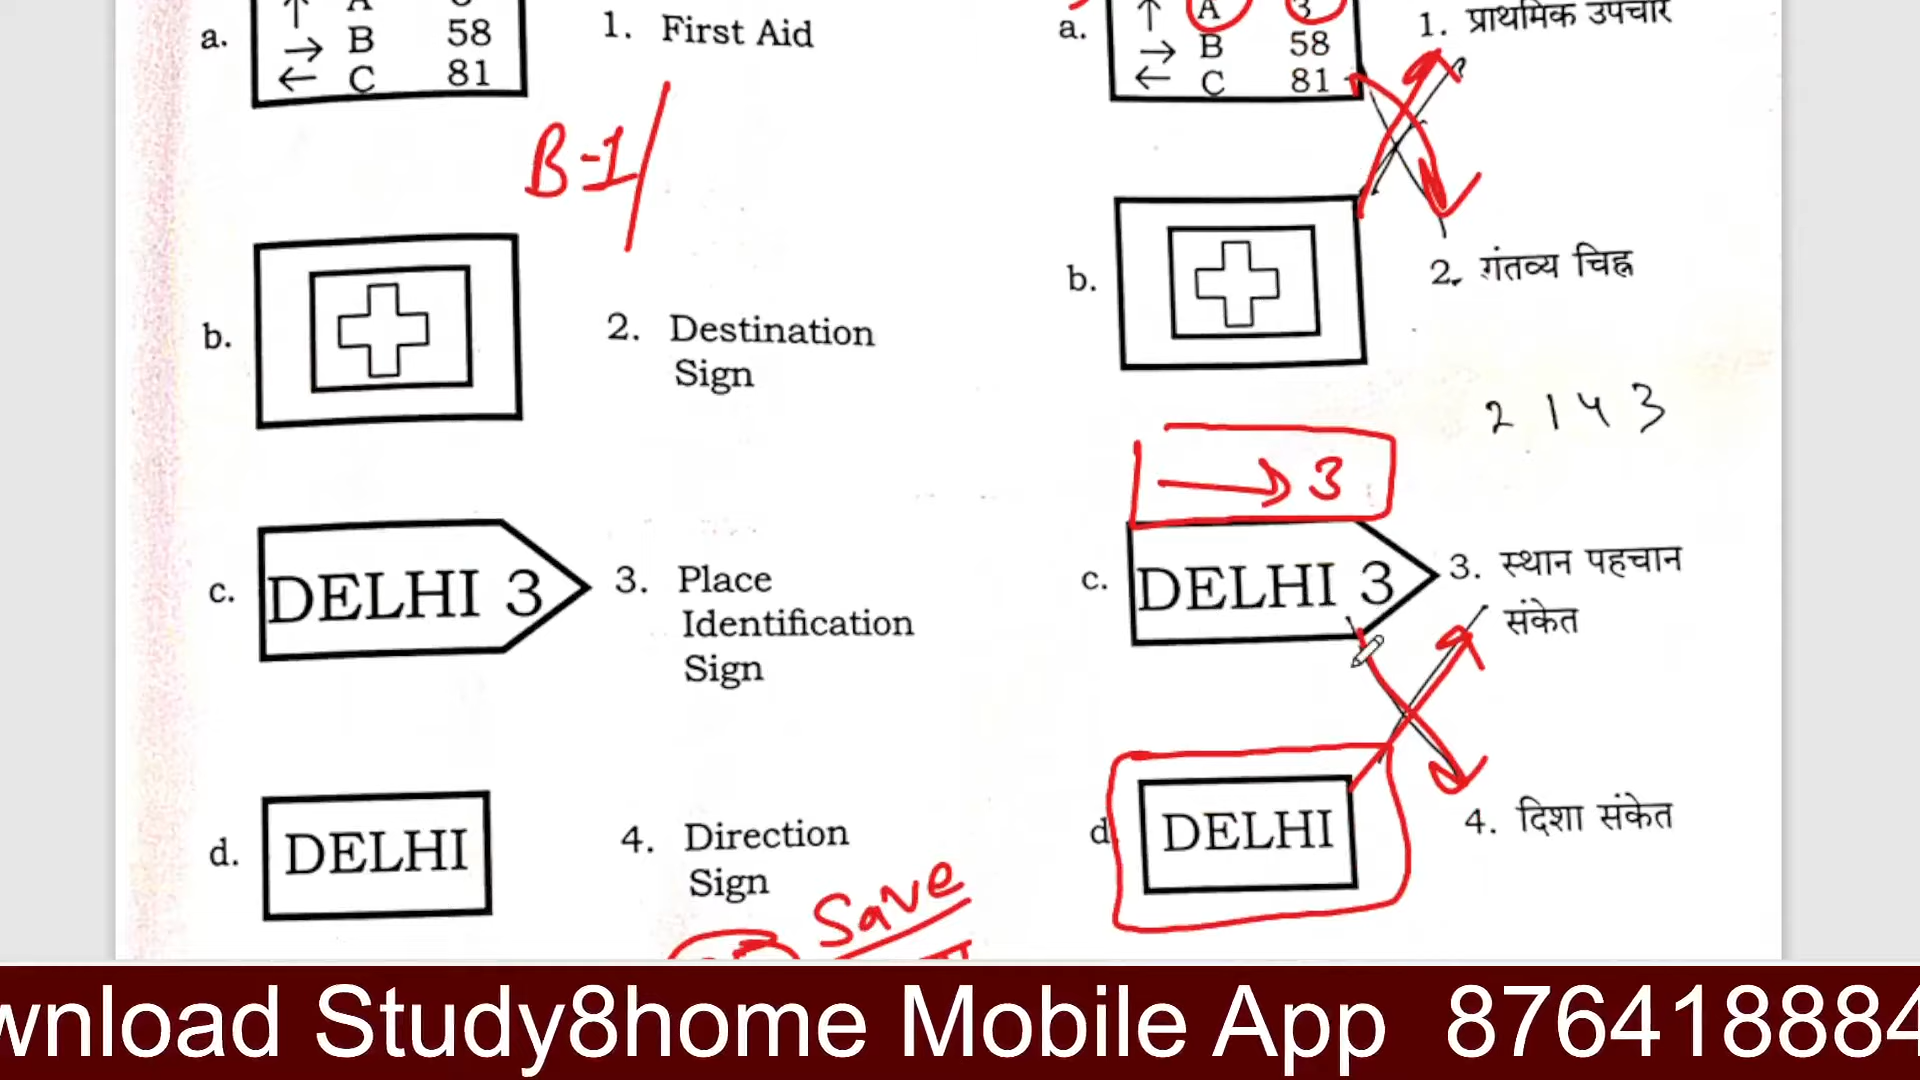 ↑ A 3
a. → B 58
← C 81
1. First Aid
B-1
b.
2. Destination
Sign
c. DELHI 3
3. Place
Identification
Sign
d. DELHI
4. Direction
Sign
Save
↑ A 3
a. → B 58
← C 81
1. प्राथमिक उपचार
b.
2. गंतव्य चिह्न
2 1 4 3
→ 3
c. DELHI 3
3. स्थान पहचान
संकेत
d DELHI
4. दिशा संकेत
wnload Study8home Mobile App 876418884